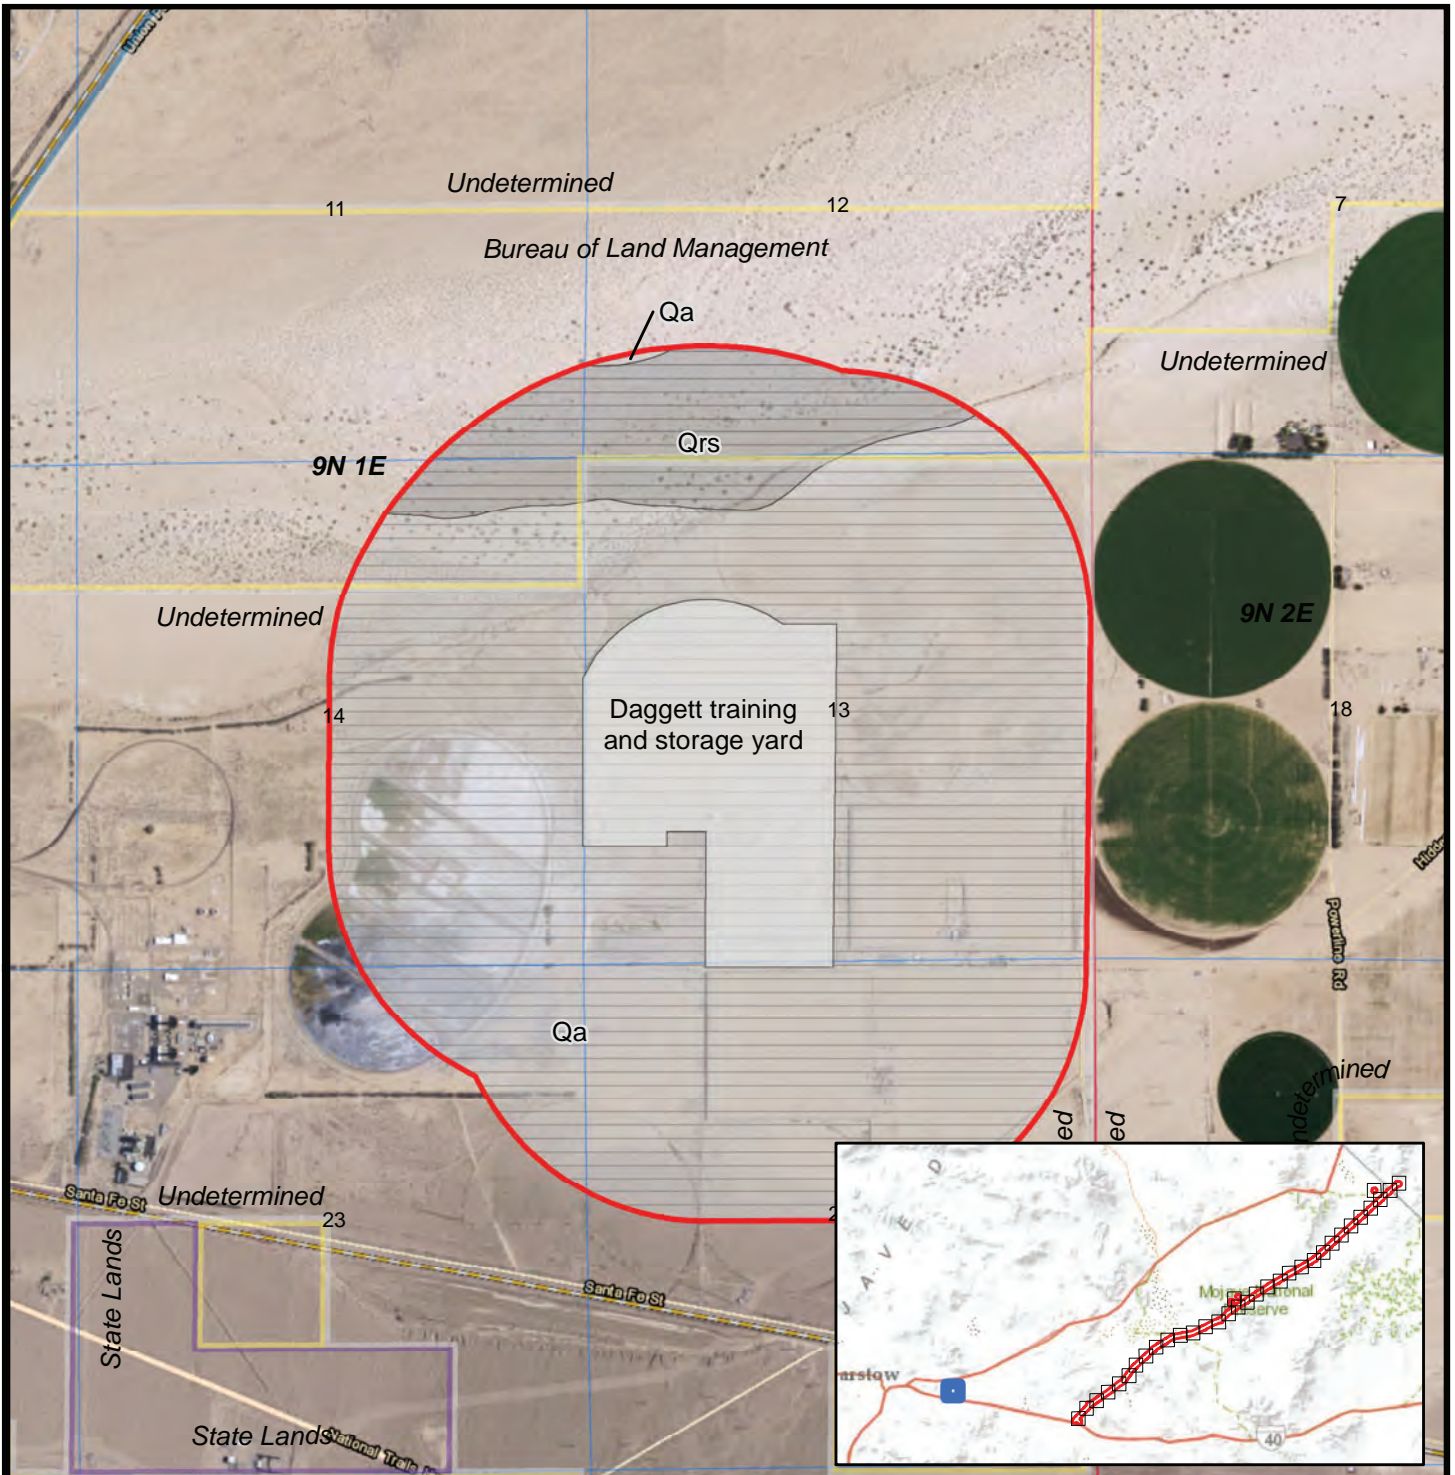 Undetermined
11
12
7
Bureau of Land Management
Qa
Undetermined
Qrs
9N 1E
Undetermined
9N 2E
14
Daggett training
and storage yard
13
18
Powerline Rd
Qa
ed
ed
Santa Fe St
Undetermined
23
State Lands
Santa Fe St
State Lands
National Trails
arstow
40